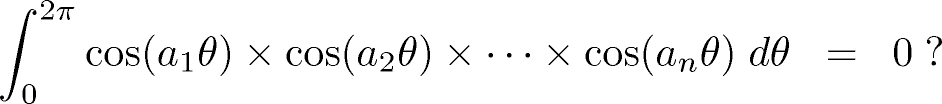 ∫₀^{2π} cos(a₁θ) × cos(a₂θ) × ··· × cos(aₙθ) dθ = 0 ?